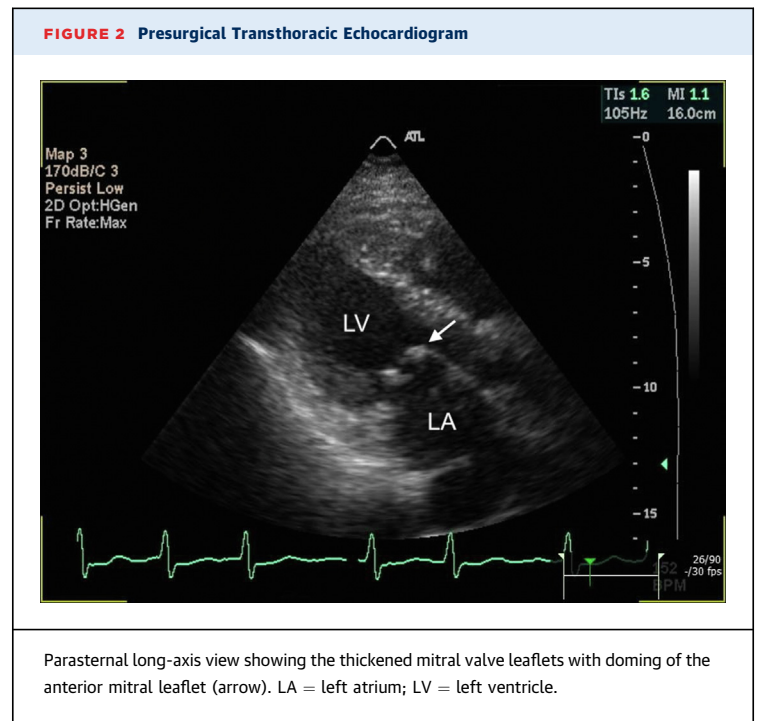 FIGURE 2 Presurgical Transthoracic Echocardiogram
TIs 1.6 MI 1.1
105Hz 16.0cm
ATL
Map 3
170dB/C 3
Persist Low
2D Opt:HGen
Fr Rate:Max
0
5
LV
10
LA
15
26/90
152 -/30 fps
BPM
Parasternal long-axis view showing the thickened mitral valve leaflets with doming of the
anterior mitral leaflet (arrow). LA = left atrium; LV = left ventricle.